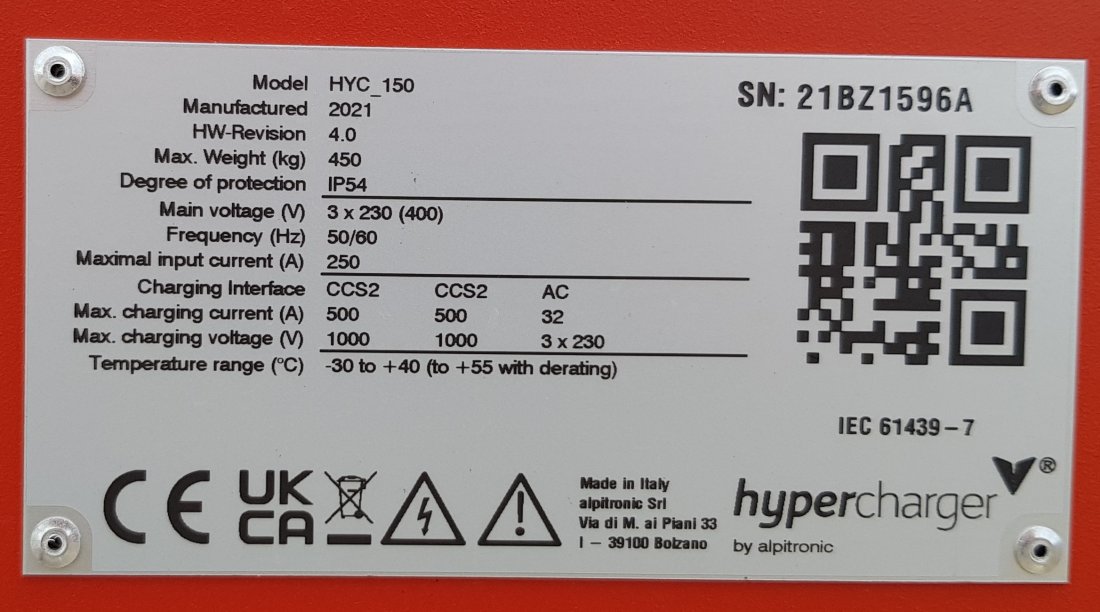 Model HYC_150
Manufactured 2021
HW-Revision 4.0
Max. Weight (kg) 450
Degree of protection IP54
Main voltage (V) 3 x 230 (400)
Frequency (Hz) 50/60
Maximal input current (A) 250
Charging Interface CCS2 CCS2 AC
Max. charging current (A) 500 500 32
Max. charging voltage (V) 1000 1000 3 x 230
Temperature range (°C) -30 to +40 (to +55 with derating)
SN: 21BZ1596A
IEC 61439-7
CE
UK
CA
Made in Italy
alpitronic Srl
Via di M. ai Piani 33
I – 39100 Bolzano
hypercharger®
by alpitronic